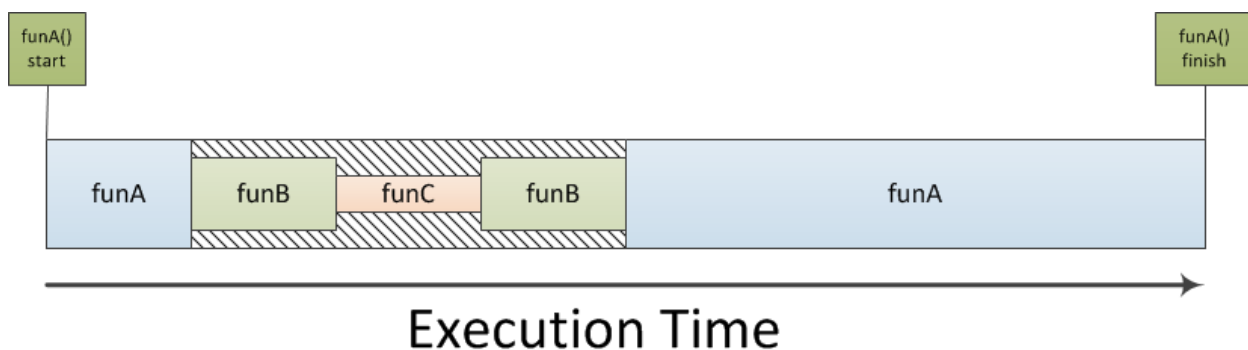 funA()
start
funA()
finish
funA
funB
funC
funB
funA
Execution Time